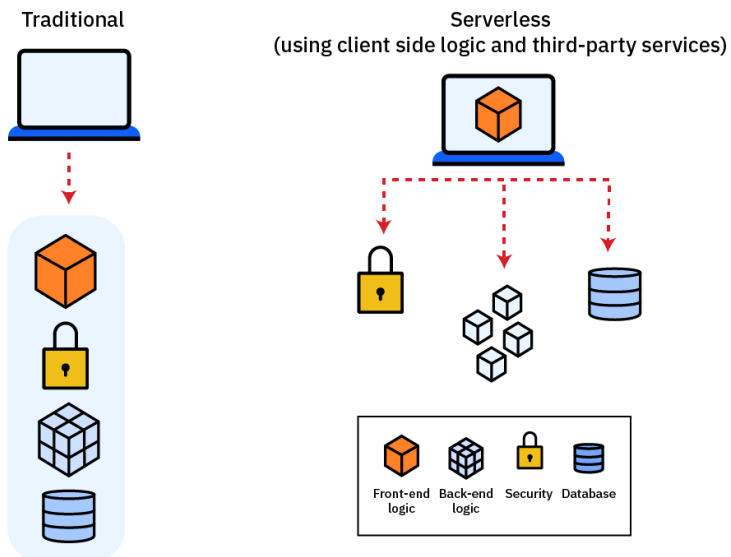 Traditional
Serverless
(using client side logic and third-party services)
Front-end
logic
Back-end
logic
Security
Database